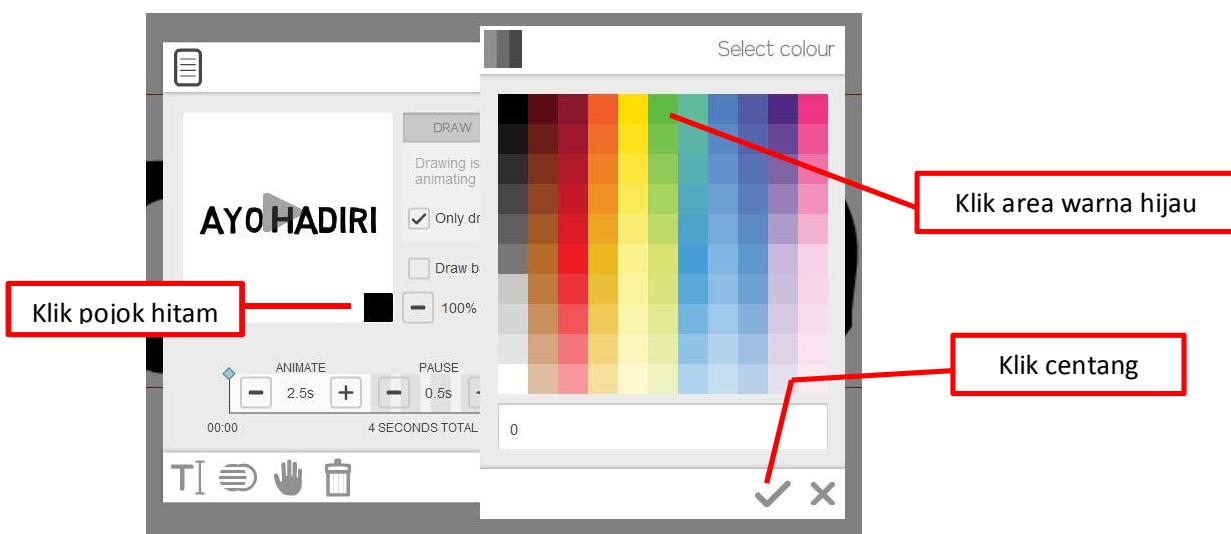 Select colour
DRAW
Drawing is
animating
Only dr
Draw b
100%
AYO HADIRI
Klik area warna hijau
Klik pojok hitam
Klik centang
ANIMATE
PAUSE
2.5s
0.5s
00:00
4 SECONDS TOTAL
0
T